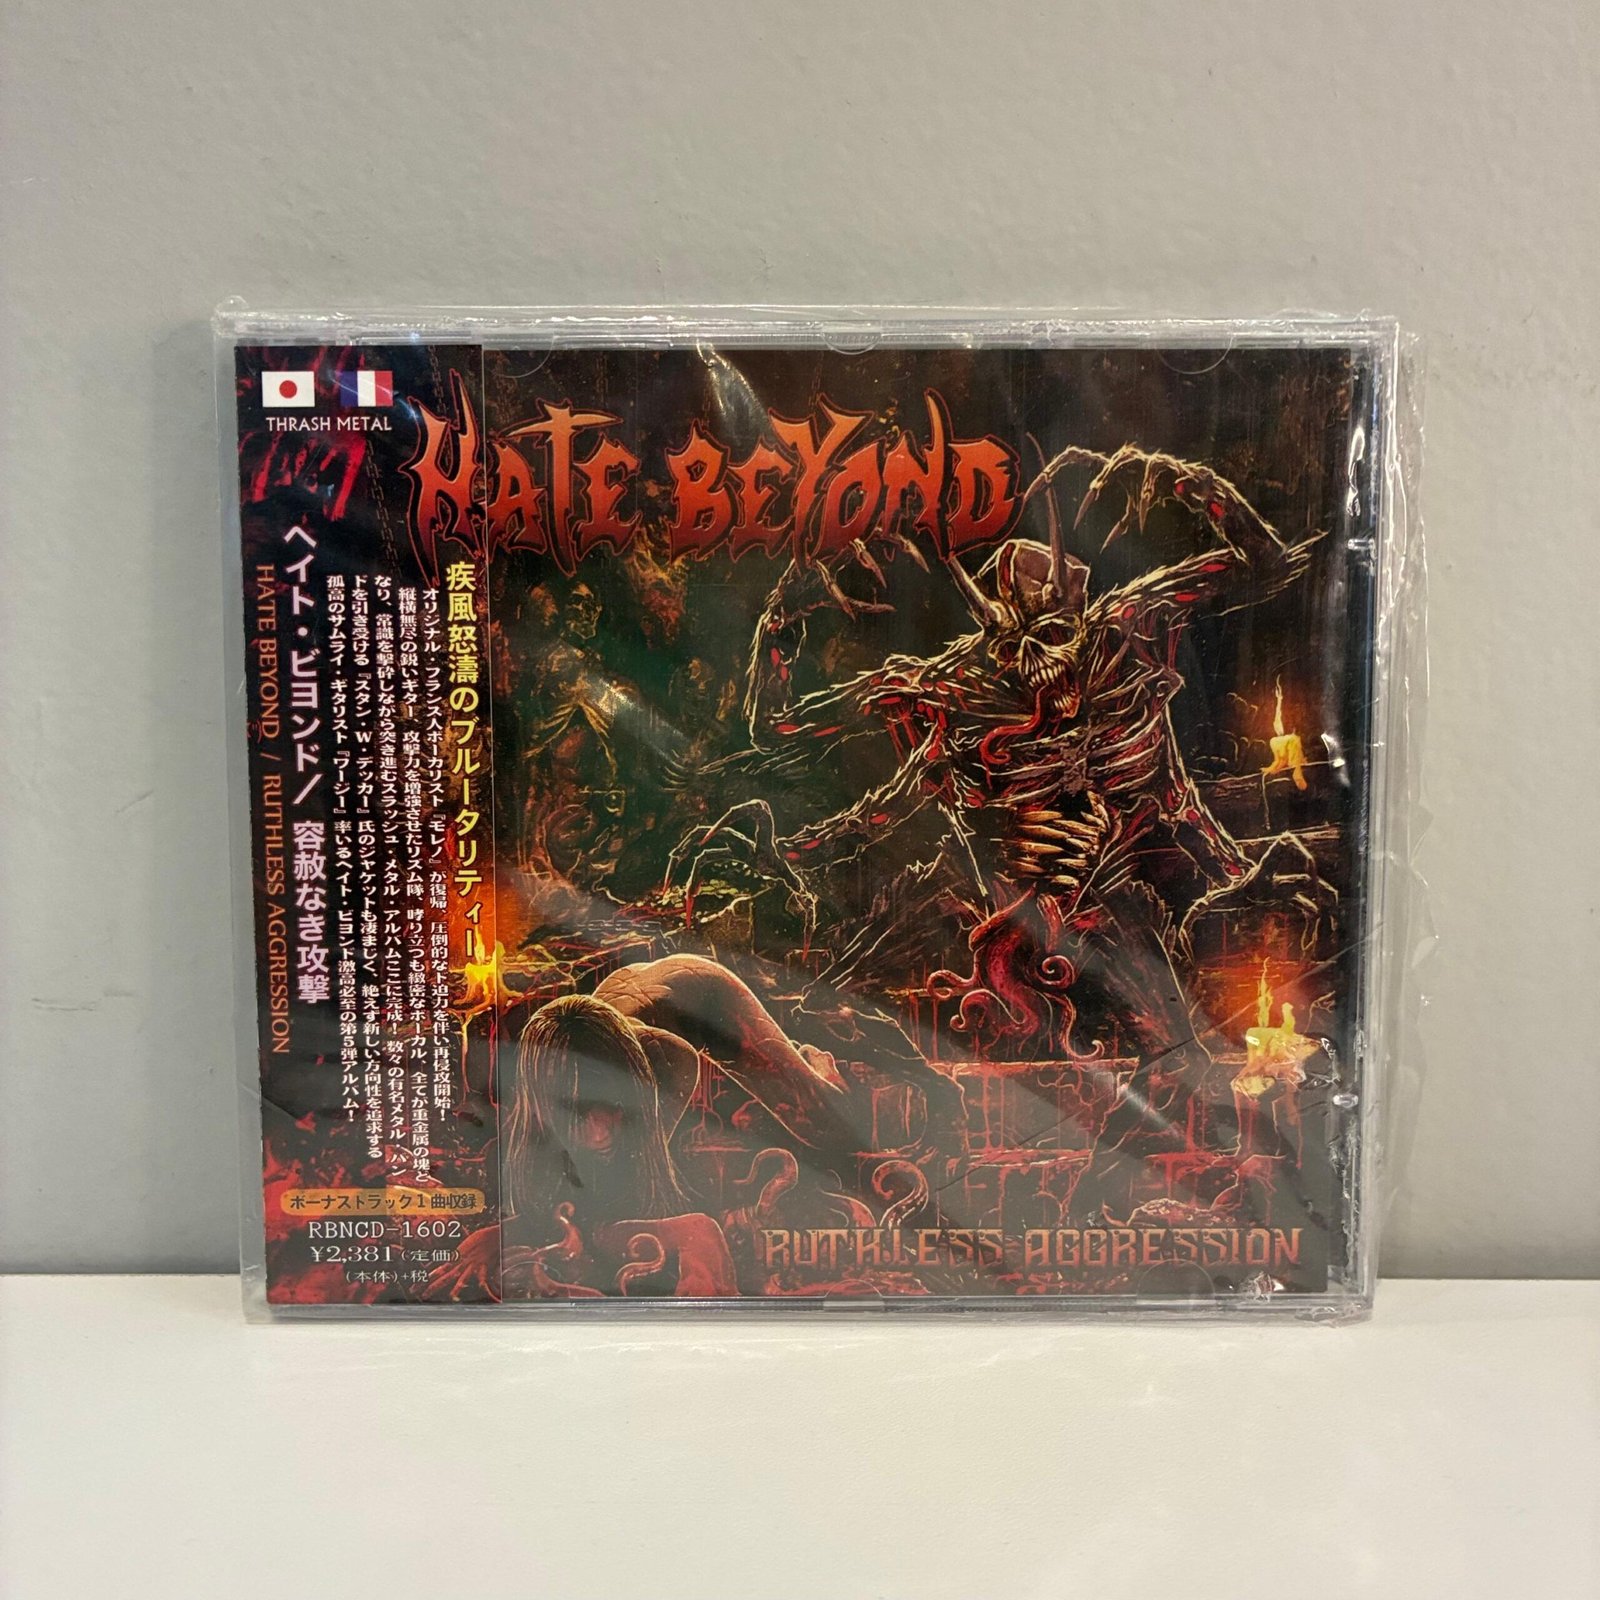 THRASH METAL
HATE BEYOND
疾風怒濤のブルータリティー
オリジナル・フランス人ボーカリスト『モレノ』が復帰、圧倒的なド迫力を伴い再侵攻開始!
縦横無尽の鋭いギター、攻撃力を増強させたリズム隊、哮り立つも緻密なボーカル、全てが重金属の塊と
なり、常識を撃砕しながら突き進むスラッシュ・メタル・アルバムここに完成!数々の有名メタル・バン
ドを引き受ける『スタン・W・デッカー』氏のジャケットも凄まじく、絶えず新しい方向性を追求する
孤高のサムライ・ギタリスト『ワージー』率いるヘイト・ビヨンド激高必至の第5弾アルバム!
ヘイト・ビヨンド/容赦なき攻撃
HATE BEYOND / RUTHLESS AGGRESSION
ボーナストラック1曲収録
RBNCD-1602
¥2,381(定価)
(本体)+税
RUTHLESS AGGRESSION